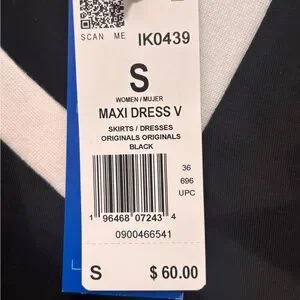 SCAN ME IK0439
S
WOMEN / MUJER
MAXI DRESS V
SKIRTS / DRESSES
ORIGINALS ORIGINALS
BLACK
36
696
UPC
1 96468 07243 4
0900466541
S $ 60.00